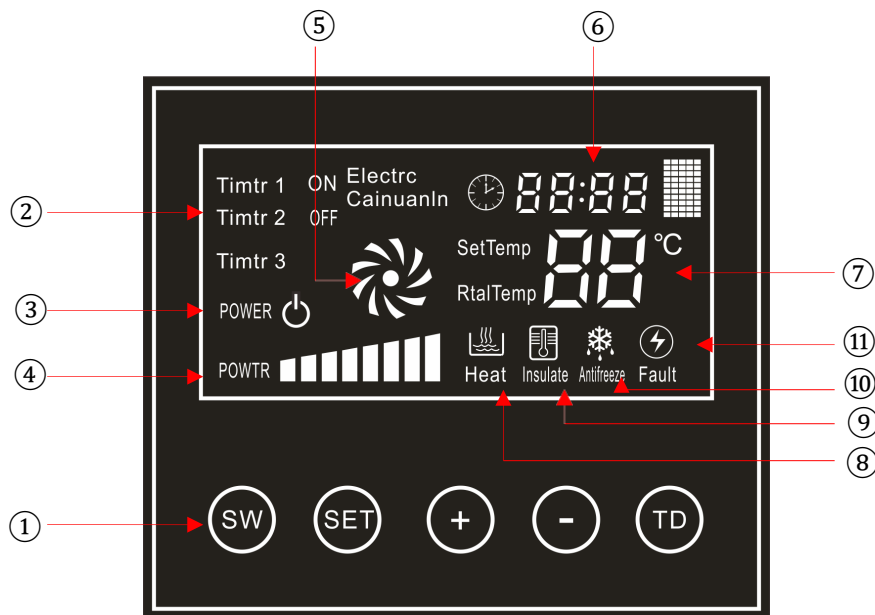 ⑤ ⑥
Timtr 1 ON Electrc
CainuanIn
88:88
② Timtr 2 OFF
Timtr 3
SetTemp 88 °C
⑦
RtalTemp
③ POWER
④ POWTR
Heat Insulate Antifreeze Fault
⑪
⑩
⑨
⑧
① SW SET + - TD